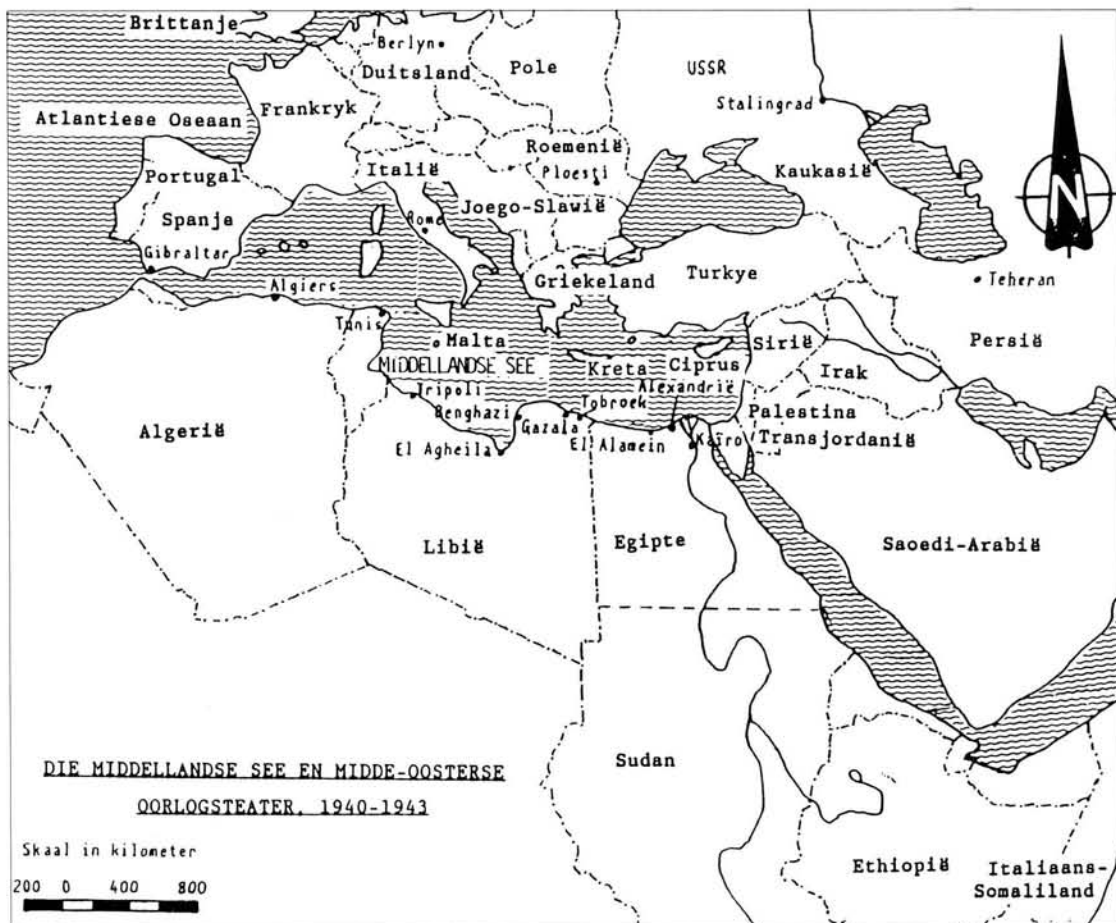 Brittanje
Berlyn
Duitsland
Pole
USSR
Stalingrad
Frankryk
Atlantiese Oseaan
Roemenië
Ploesti
Italië
Kaukasië
Portugal
Spanje
Joego-Slawië
Rome
N
Gibraltar
Griekeland
Turkye
Teheran
Algiers
Tunis
Malta
Sirië
Persië
MIDDELLANDSE SEE
Kreta
Ciprus
Irak
Alexandrië
Tripoli
Benghazi
Tobroek
Gazala
Palestina
El Alamein
Kaïro
Transjordanië
Algerië
El Agheila
Libië
Egipte
Saoedi-Arabië
Sudan
DIE MIDDELLANDSE SEE EN MIDDE-OOSTERSE
OORLOGSTEATER, 1940-1943
Skaal in kilometer
200 0 400 800
Ethiopië
Italiaans-
Somaliland